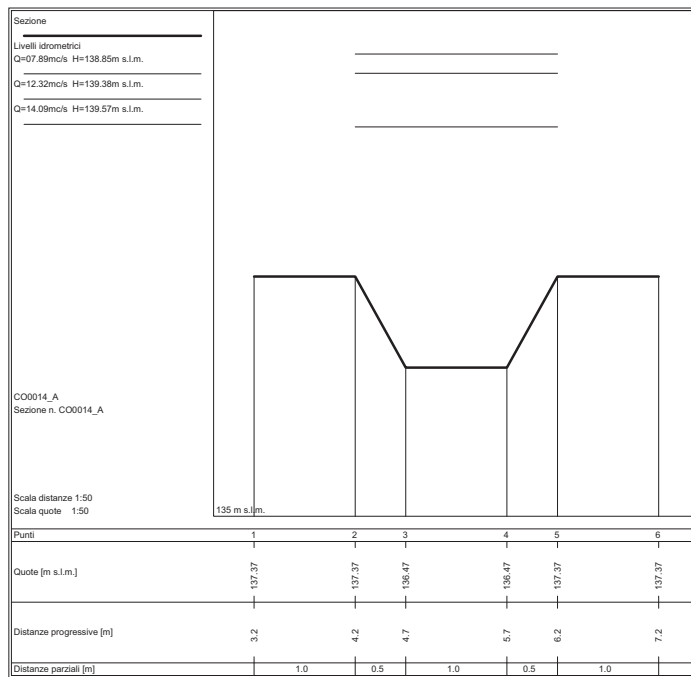 Sezione
Livelli idrometrici
Q=07.89mc/s H=138.85m s.l.m.
Q=12.32mc/s H=139.38m s.l.m.
Q=14.09mc/s H=139.57m s.l.m.
CO0014_A
Sezione n. CO0014_A
Scala distanze 1:50
Scala quote 1:50
135 m s.l.m.
Punti 1 2 3 4 5 6
Quote [m s.l.m.] 137.37 137.37 136.47 136.47 137.37 137.37
Distanze progressive [m] 3.2 4.2 4.7 5.7 6.2 7.2
Distanze parziali [m] 1.0 0.5 1.0 0.5 1.0